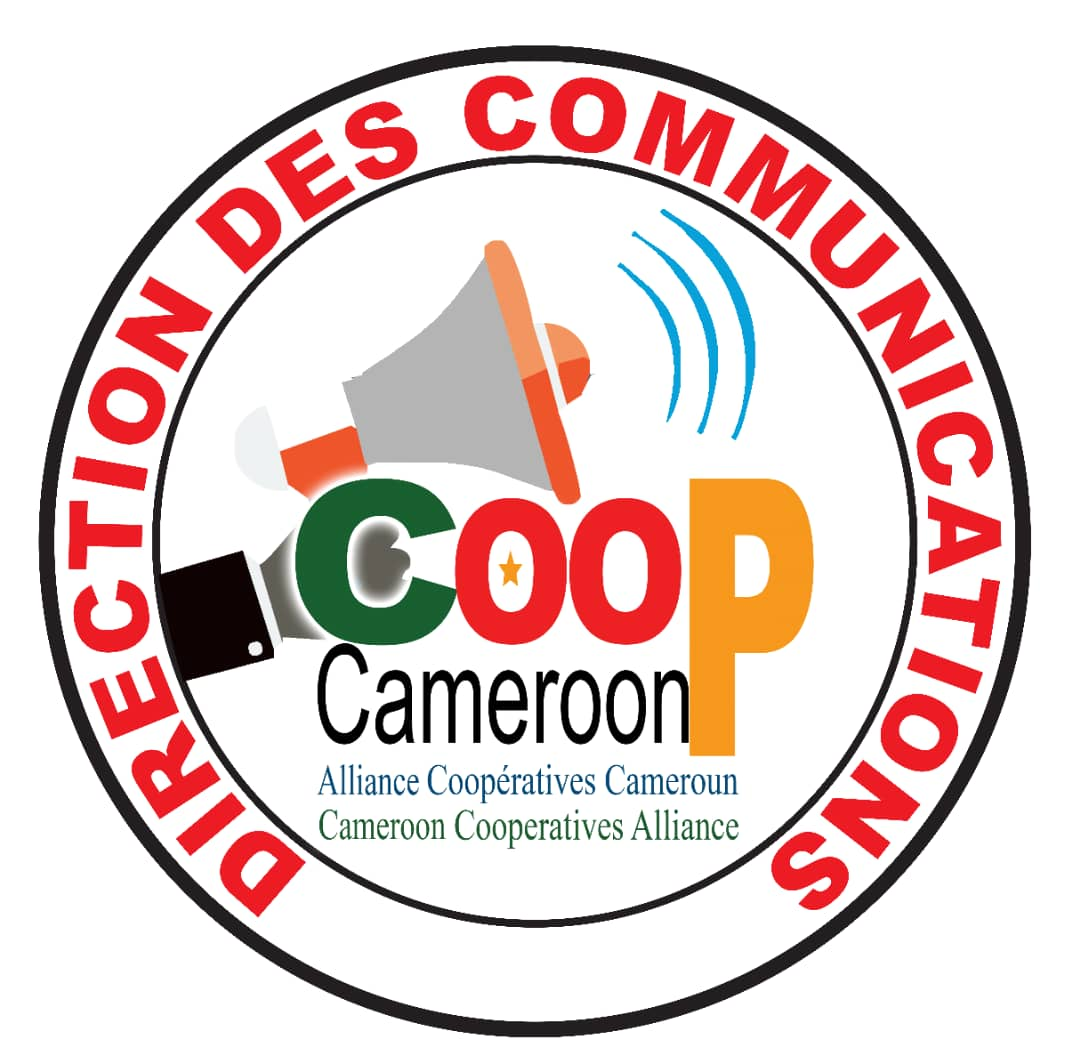 DIRECTION DES COMMUNICATIONS
COOP
Cameroon
Alliance Coopératives Cameroun
Cameroon Cooperatives Alliance